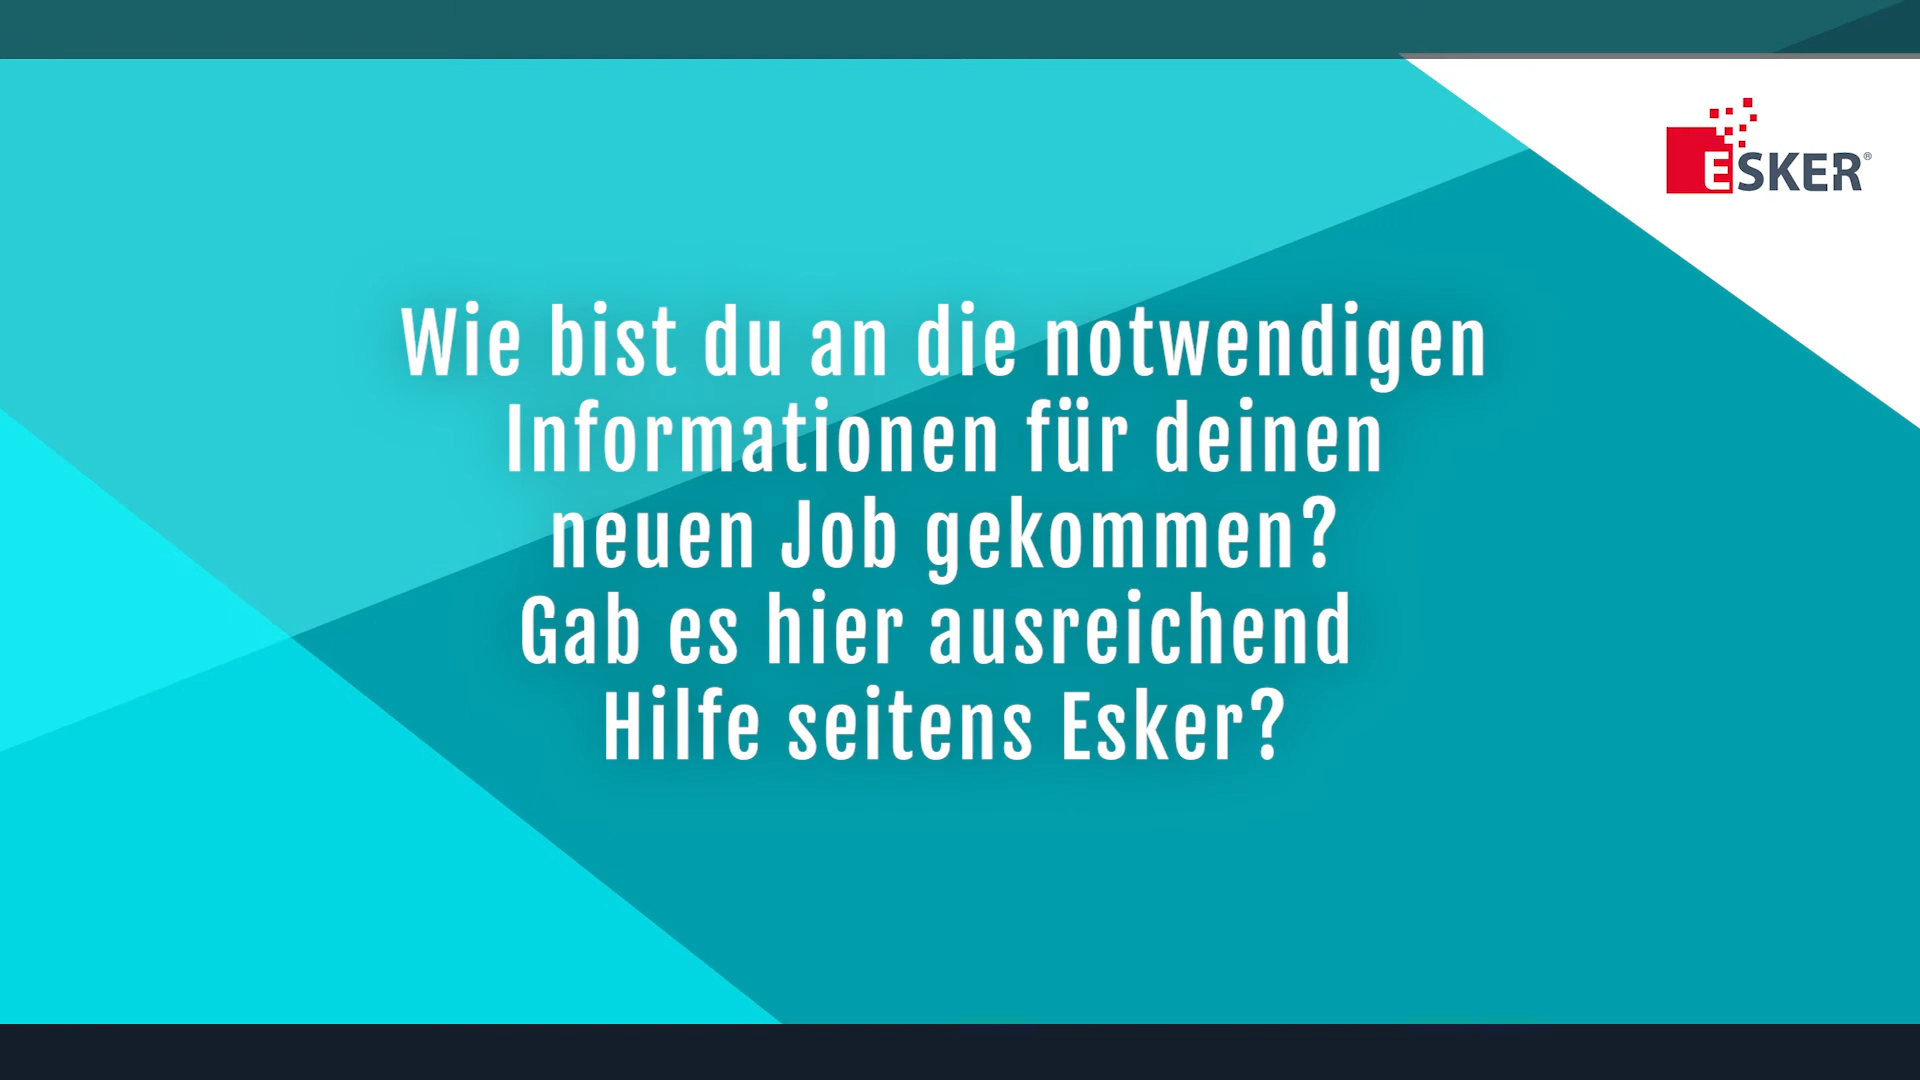 ESKER®
Wie bist du an die notwendigen
Informationen für deinen
neuen Job gekommen?
Gab es hier ausreichend
Hilfe seitens Esker?